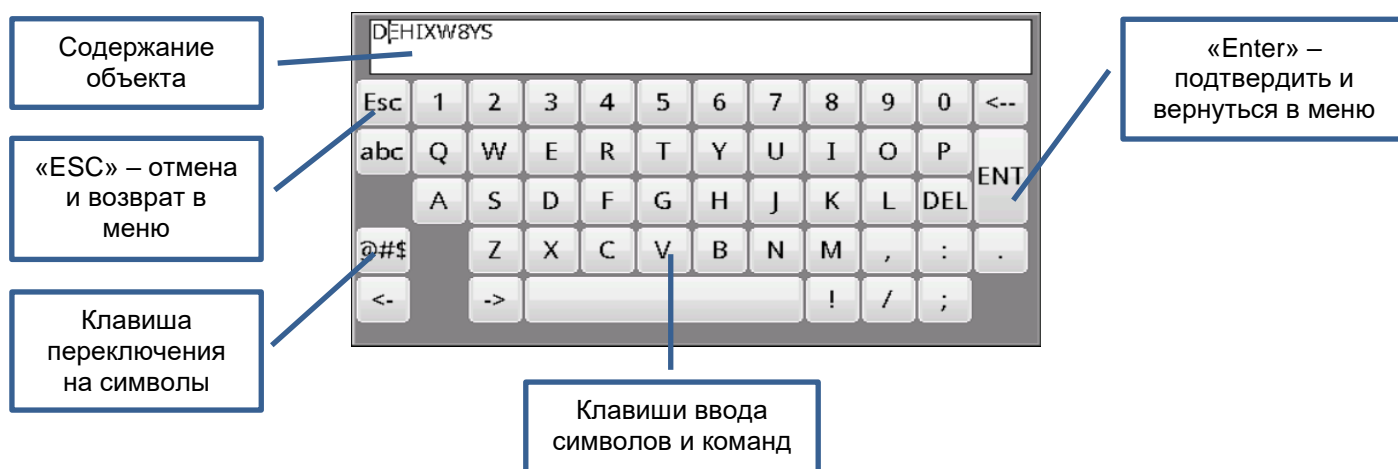 Содержание
объекта
«ESC» – отмена
и возврат в
меню
Клавиша
переключения
на символы
DEHIXW8YS
Esc 1 2 3 4 5 6 7 8 9 0 <--
abc Q W E R T Y U I O P
ENT
A S D F G H J K L DEL
@#$ Z X C V B N M , : .
<- -> ! / ;
Клавиши ввода
символов и команд
«Enter» –
подтвердить и
вернуться в меню